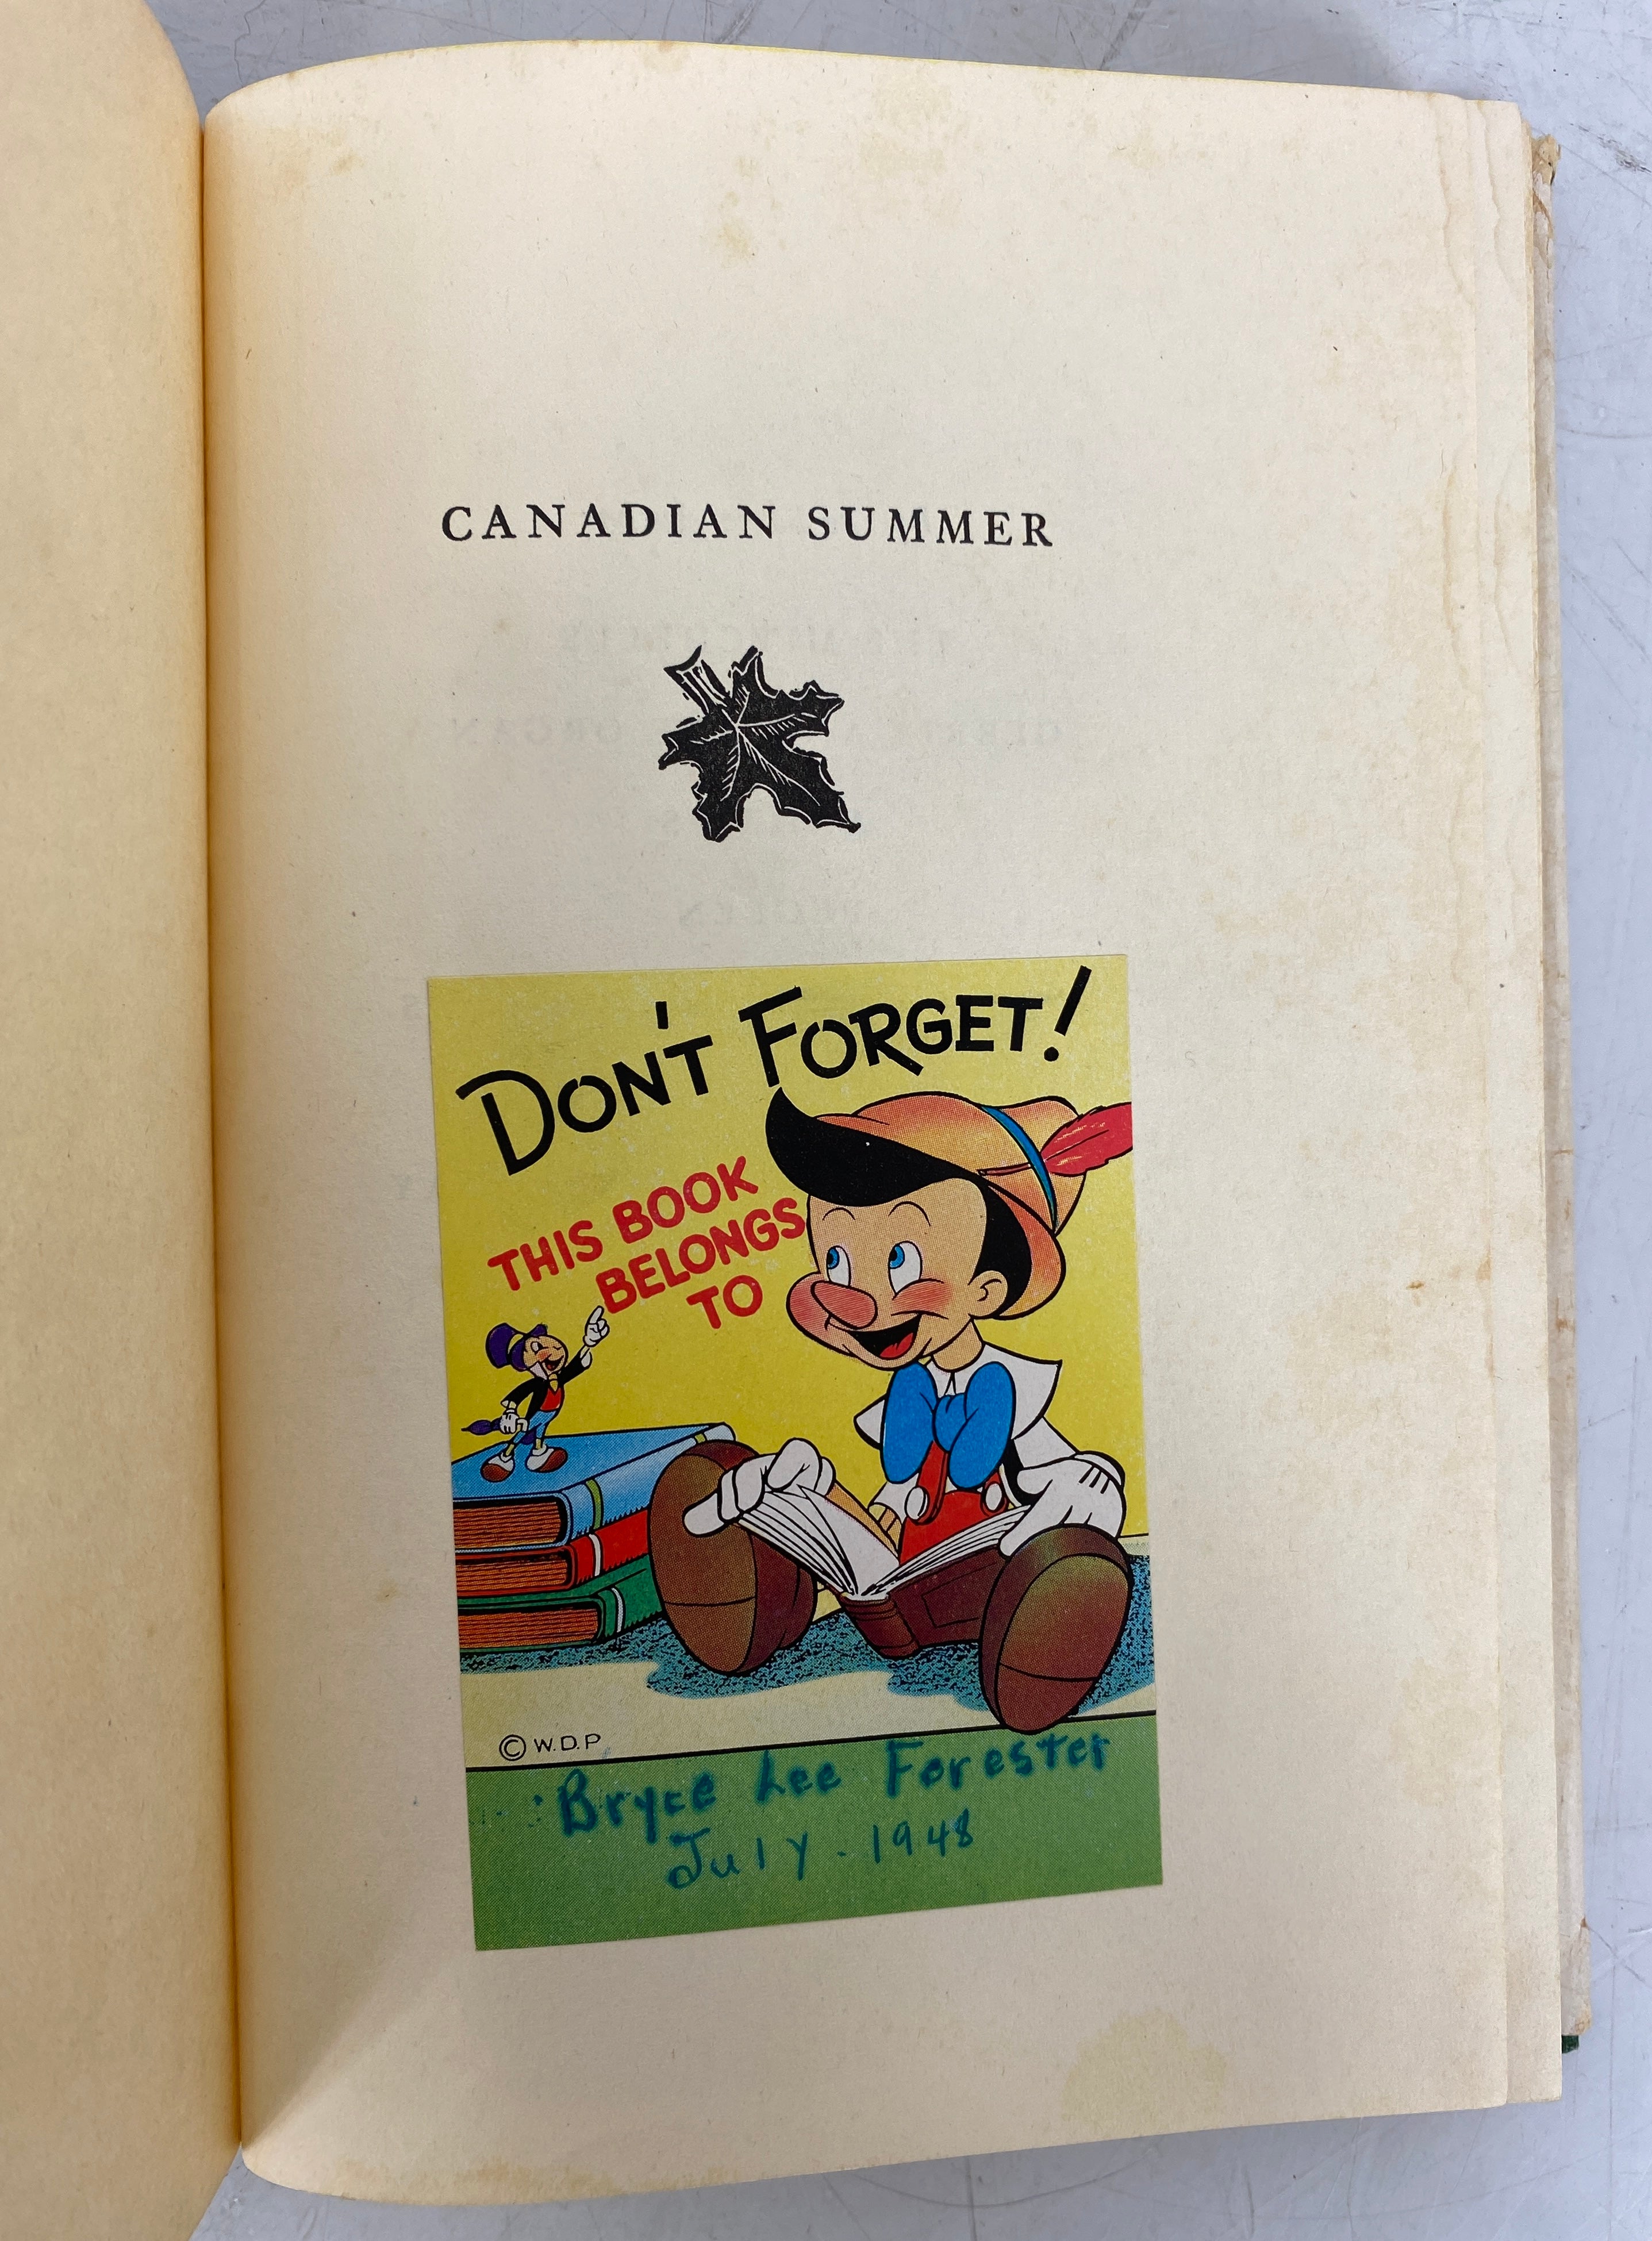 CANADIAN SUMMER
DON'T FORGET!
THIS BOOK
BELONGS
TO
© W.D.P.
Bryce Lee Forester
July - 1948